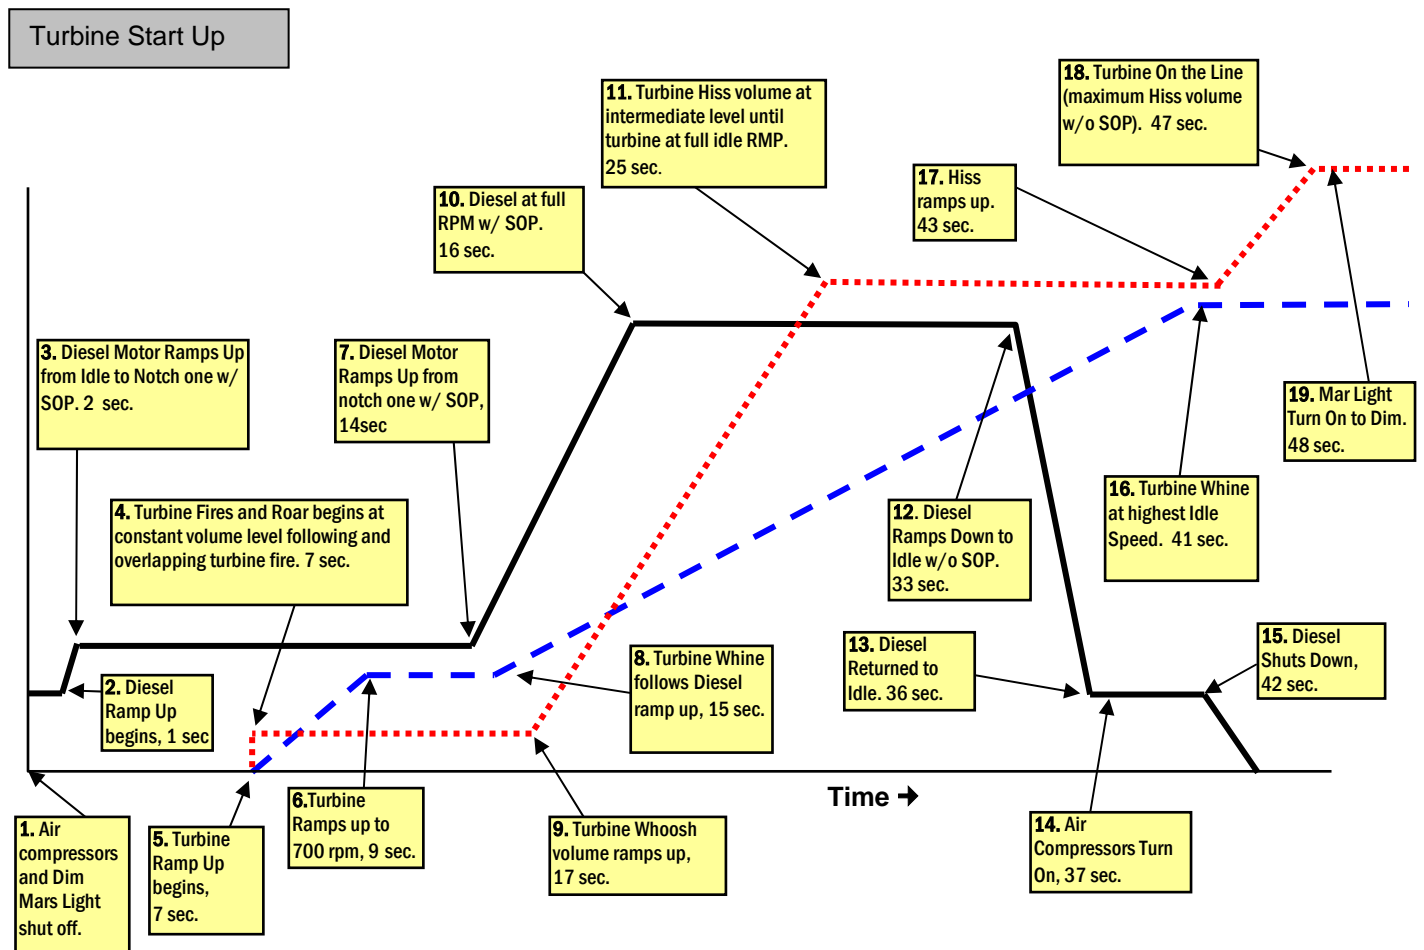 Turbine Start Up
18. Turbine On the Line
(maximum Hiss volume
w/o SOP).  47 sec.
11. Turbine Hiss volume at
intermediate level until
turbine at full idle RMP.
25 sec.
17. Hiss
ramps up.
43 sec.
10. Diesel at full
RPM w/ SOP.
16 sec.
3. Diesel Motor Ramps Up
from Idle to Notch one w/
SOP. 2  sec.
7. Diesel Motor
Ramps Up from
notch one w/ SOP,
14sec
19. Mar Light
Turn On to Dim.
48 sec.
16. Turbine Whine
at highest Idle
Speed.  41 sec.
4. Turbine Fires and Roar begins at
constant volume level following and
overlapping turbine fire. 7 sec.
12. Diesel
Ramps Down to
Idle w/o SOP.
33 sec.
2. Diesel
Ramp Up
begins, 1 sec
8. Turbine Whine
follows Diesel
ramp up, 15 sec.
13. Diesel
Returned to
Idle. 36 sec.
15. Diesel
Shuts Down,
42 sec.
Time →
1. Air
compressors
and Dim
Mars Light
shut off.
5. Turbine
Ramp Up
begins,
7 sec.
6.Turbine
Ramps up to
700 rpm, 9 sec.
9. Turbine Whoosh
volume ramps up,
17 sec.
14. Air
Compressors Turn
On, 37 sec.